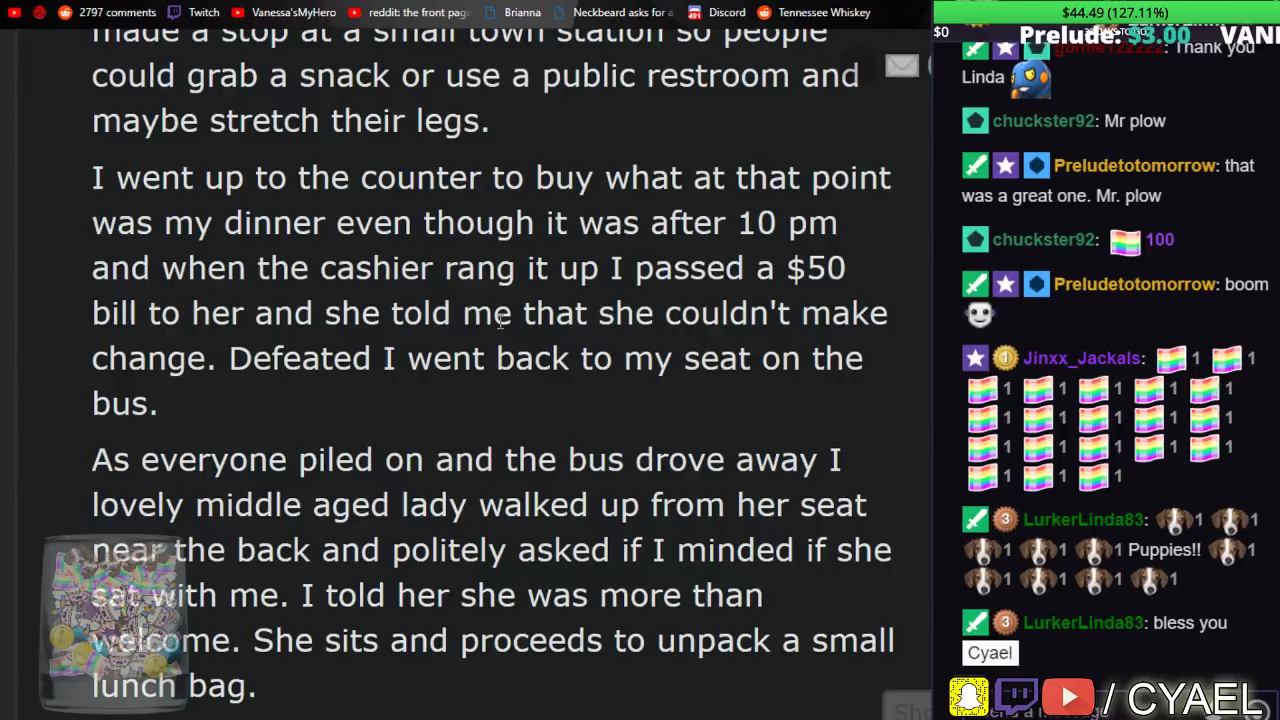 2797 comments
Twitch
Vanessa'sMyHero
reddit: the front page
Brianna
Neckbeard asks for a
Discord
Tennessee Whiskey
made a stop at a small town station so people
could grab a snack or use a public restroom and
maybe stretch their legs.
I went up to the counter to buy what at that point
was my dinner even though it was after 10 pm
and when the cashier rang it up I passed a $50
bill to her and she told me that she couldn't make
change. Defeated I went back to my seat on the
bus.
As everyone piled on and the bus drove away I
lovely middle aged lady walked up from her seat
near the back and politely asked if I minded if she
sat with me. I told her she was more than
welcome. She sits and proceeds to unpack a small
lunch bag.
$44.49 (127.11%)
$0
Prelude: $3.00
Thank you
Linda
chuckster92: Mr plow
Preludetotomorrow: that
was a great one. Mr. plow
chuckster92: 100
Preludetotomorrow: boom
Jinxx_Jackals: 1 1
1 1 1 1 1
1 1 1 1 1
1 1 1 1 1
1 1 1
LurkerLinda83: 1 1
1 1 1 Puppies!! 1
1 1 1 1
LurkerLinda83: bless you
Cyael
/ CYAEL